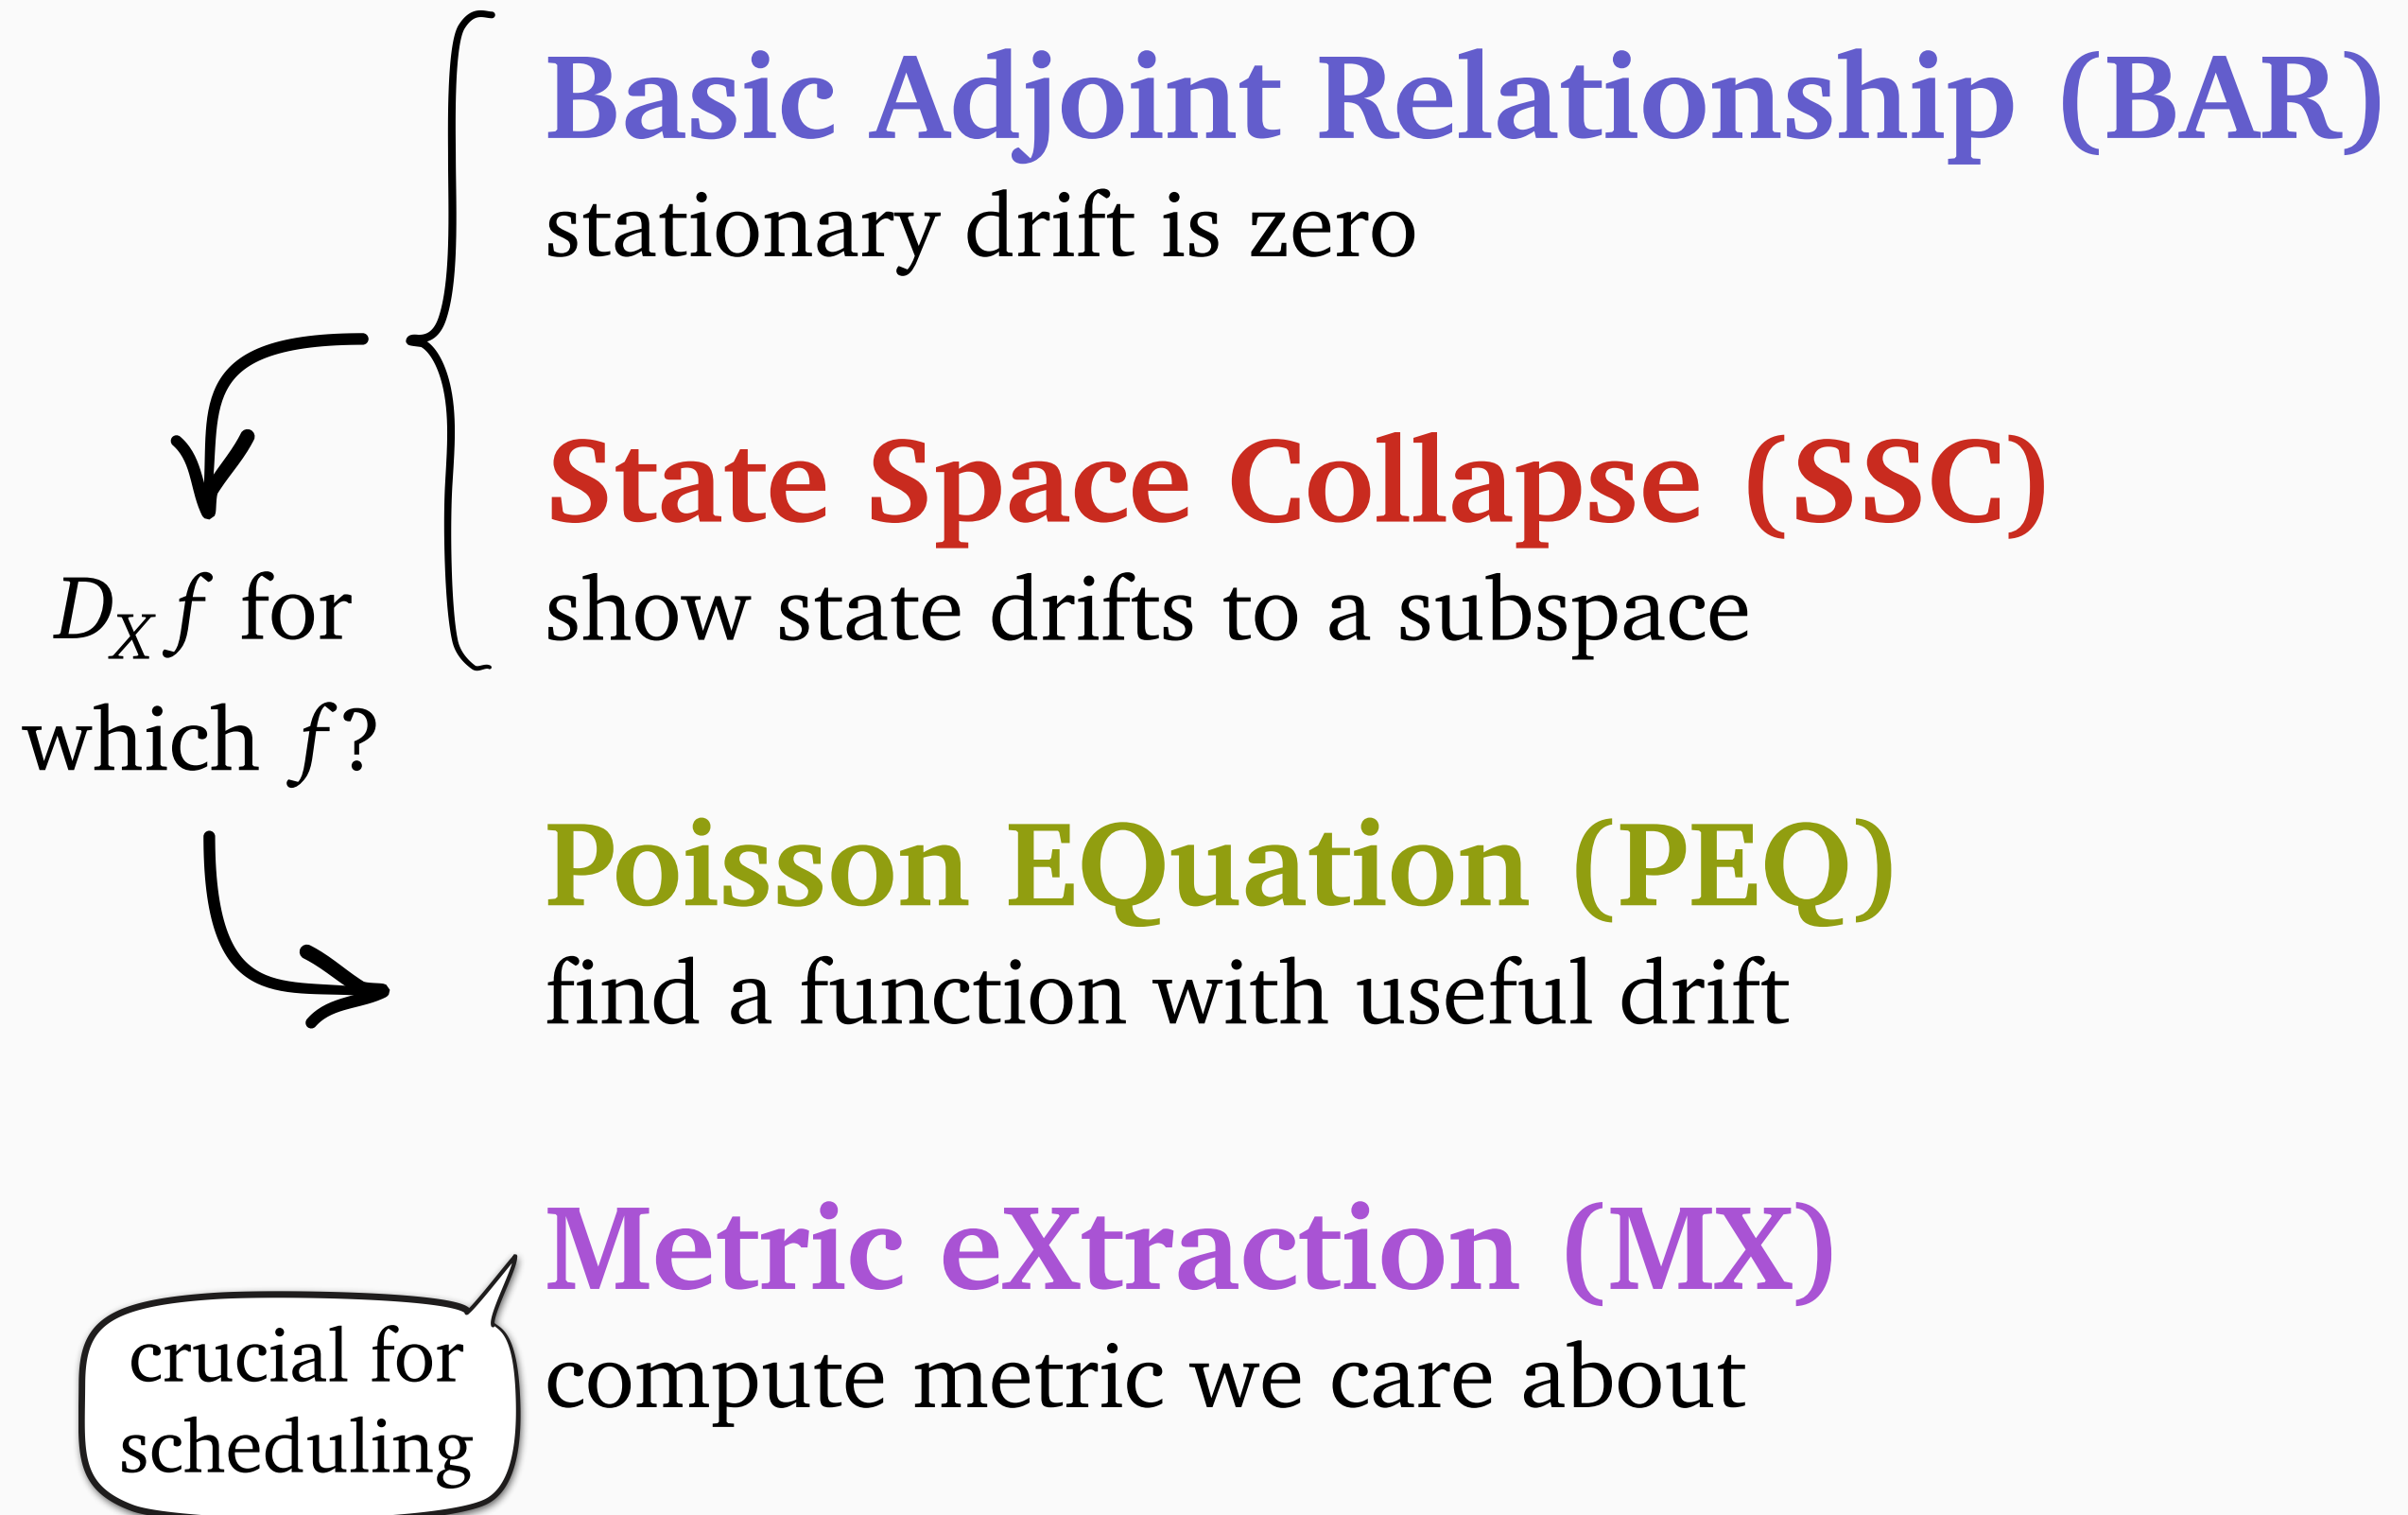 Basic Adjoint Relationship (BAR)
stationary drift is zero
State Space Collapse (SSC)
show state drifts to a subspace
D_X f for
which f?
Poisson EQuation (PEQ)
find a function with useful drift
Metric eXtraction (MX)
compute metric we care about
crucial for
scheduling